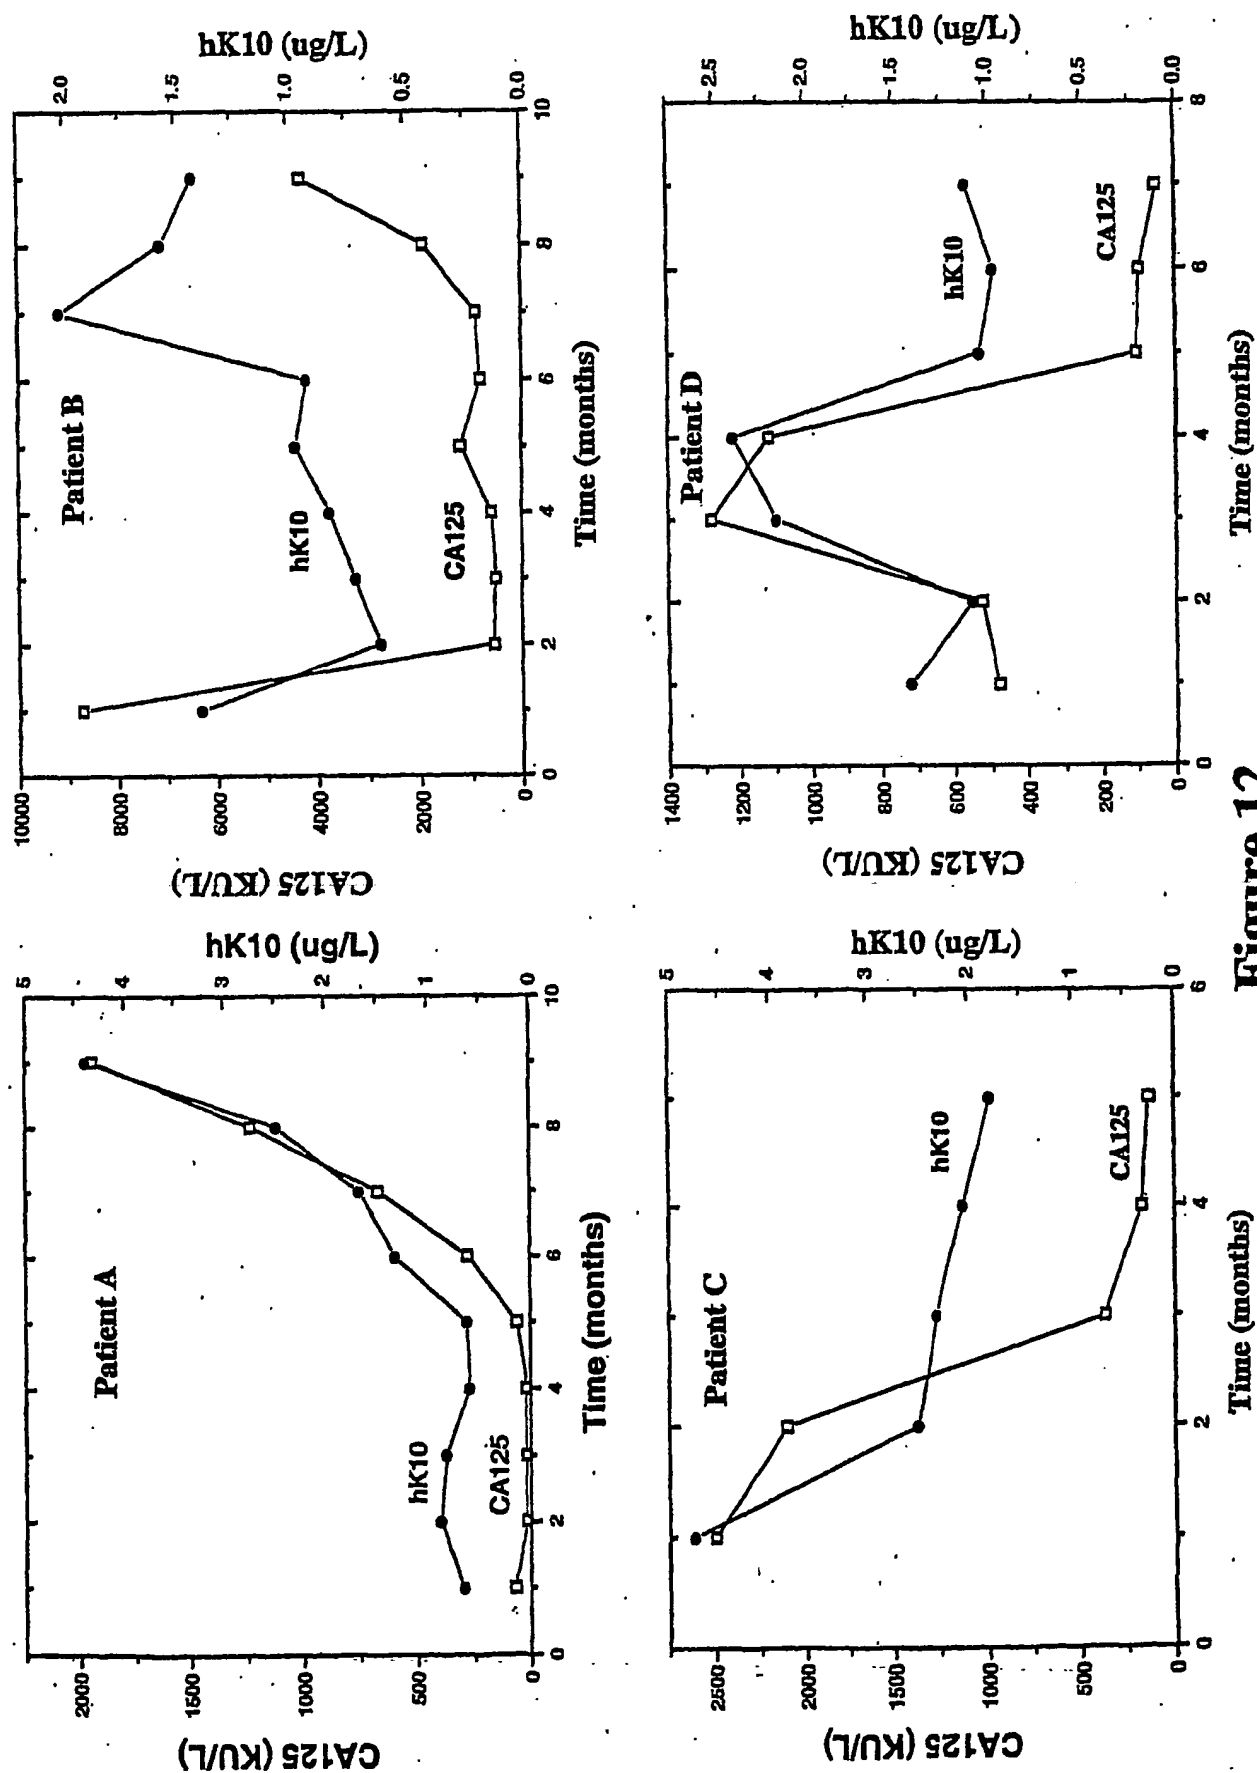 Patient A
CA125 (KU/L)
2000
1500
1000
500
0
hK10
CA125
0
2
4
6
8
10
Time (months)
5
4
3
2
1
0
hK10 (ug/L)
Patient B
CA125 (KU/L)
10000
8000
6000
4000
2000
0
hK10
CA125
0
2
4
6
8
10
Time (months)
2.0
1.5
1.0
0.5
0.0
hK10 (ug/L)
Patient C
CA125 (KU/L)
2500
2000
1500
1000
500
0
hK10
CA125
0
2
4
6
Time (months)
5
4
3
2
1
0
hK10 (ug/L)
Patient D
CA125 (KU/L)
1400
1200
1000
800
600
400
200
0
hK10
CA125
0
2
4
6
8
Time (months)
2.5
2.0
1.5
1.0
0.5
0.0
hK10 (ug/L)
Figure 12